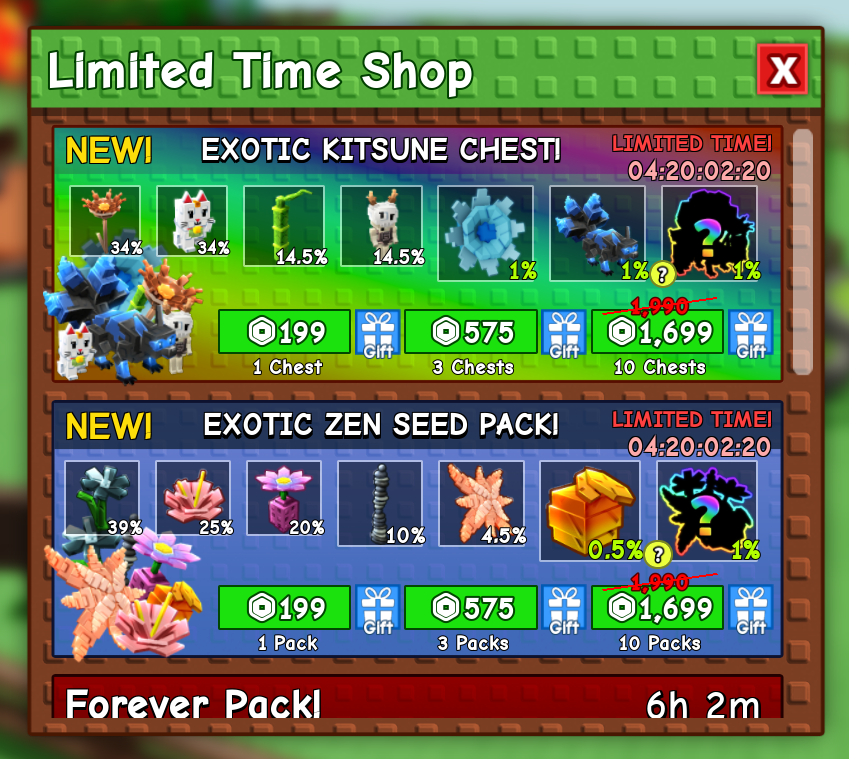 Limited Time Shop
X
NEW!
EXOTIC KITSUNE CHEST!
LIMITED TIME!
04:20:02:20
34%
34%
14.5%
14.5%
1%
1%
?
?
1%
1,990
199
Gift
575
Gift
1,699
Gift
1 Chest
3 Chests
10 Chests
NEW!
EXOTIC ZEN SEED PACK!
LIMITED TIME!
04:20:02:20
39%
25%
20%
10%
4.5%
0.5%
?
?
1%
1,990
199
Gift
575
Gift
1,699
Gift
1 Pack
3 Packs
10 Packs
Forever Pack!
6h 2m